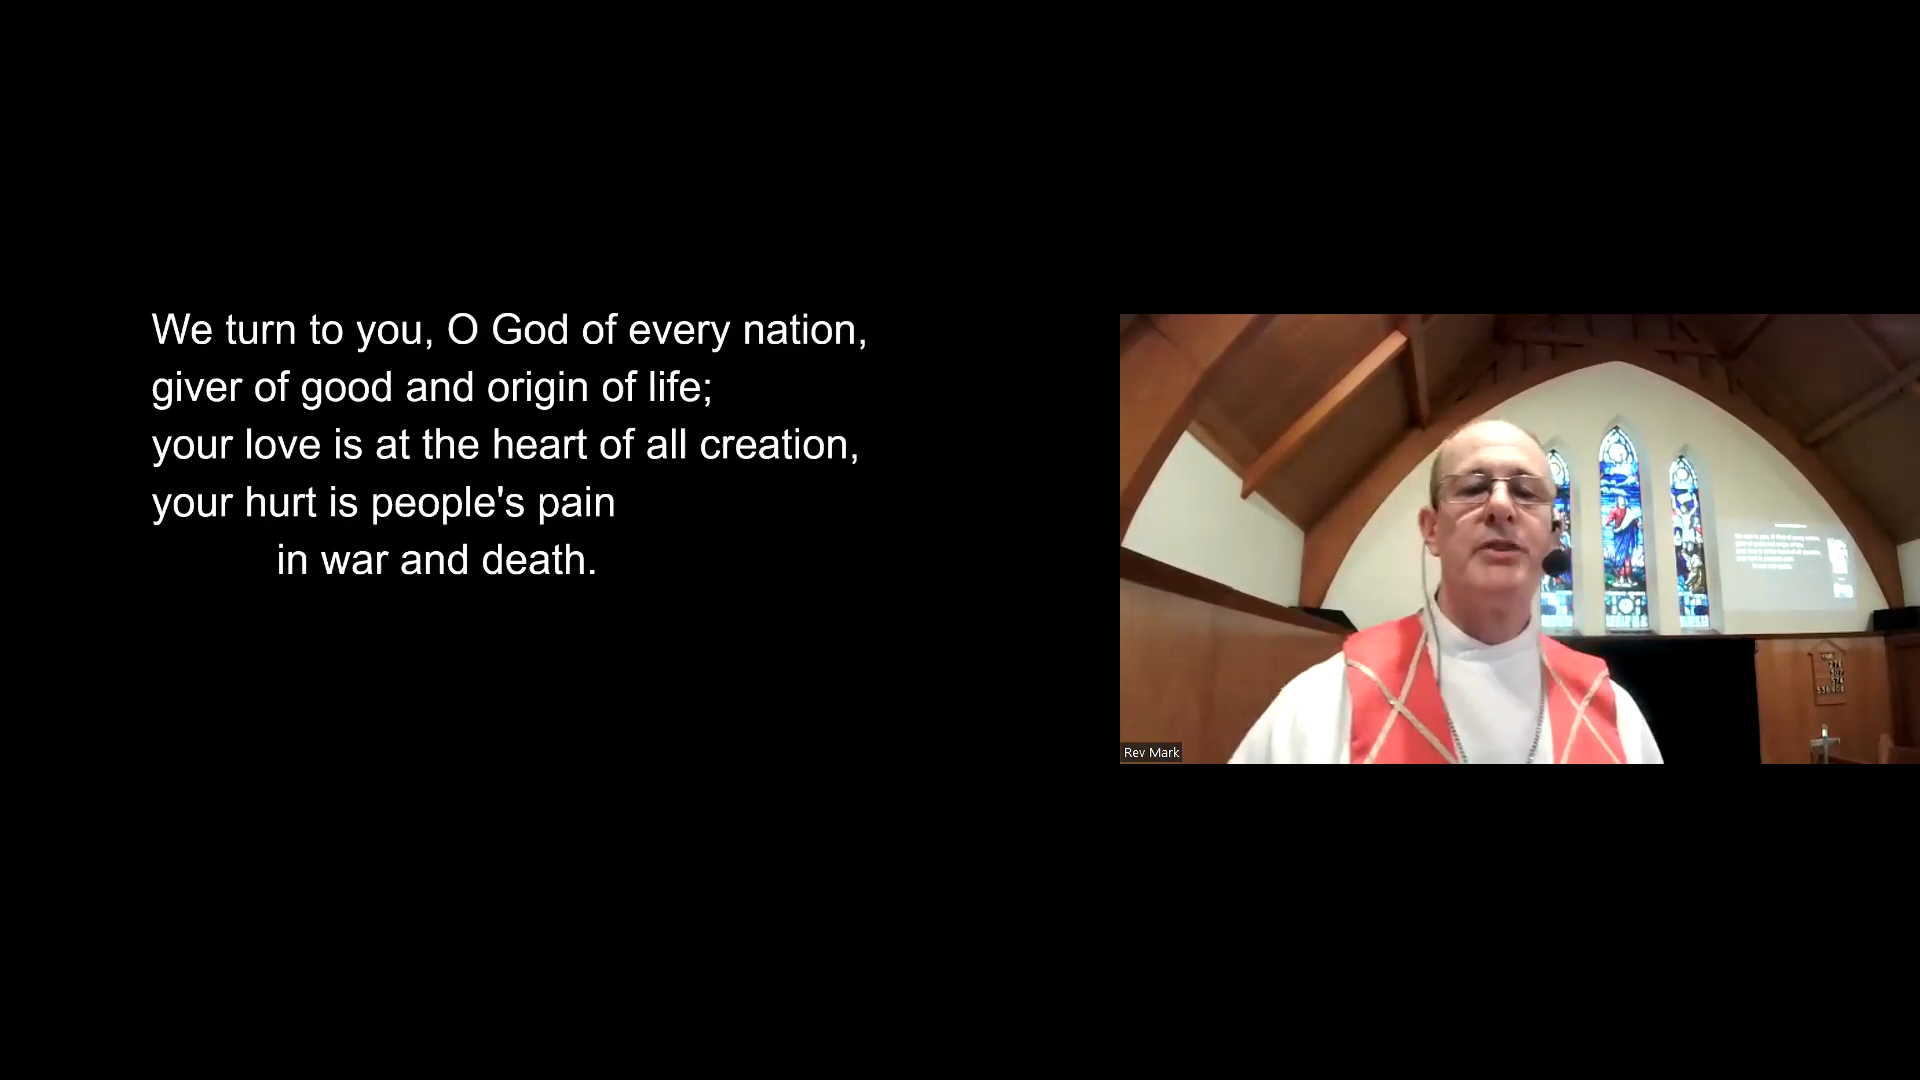 We turn to you, O God of every nation,
giver of good and origin of life;
your love is at the heart of all creation,
your hurt is people's pain
in war and death.
Rev Mark